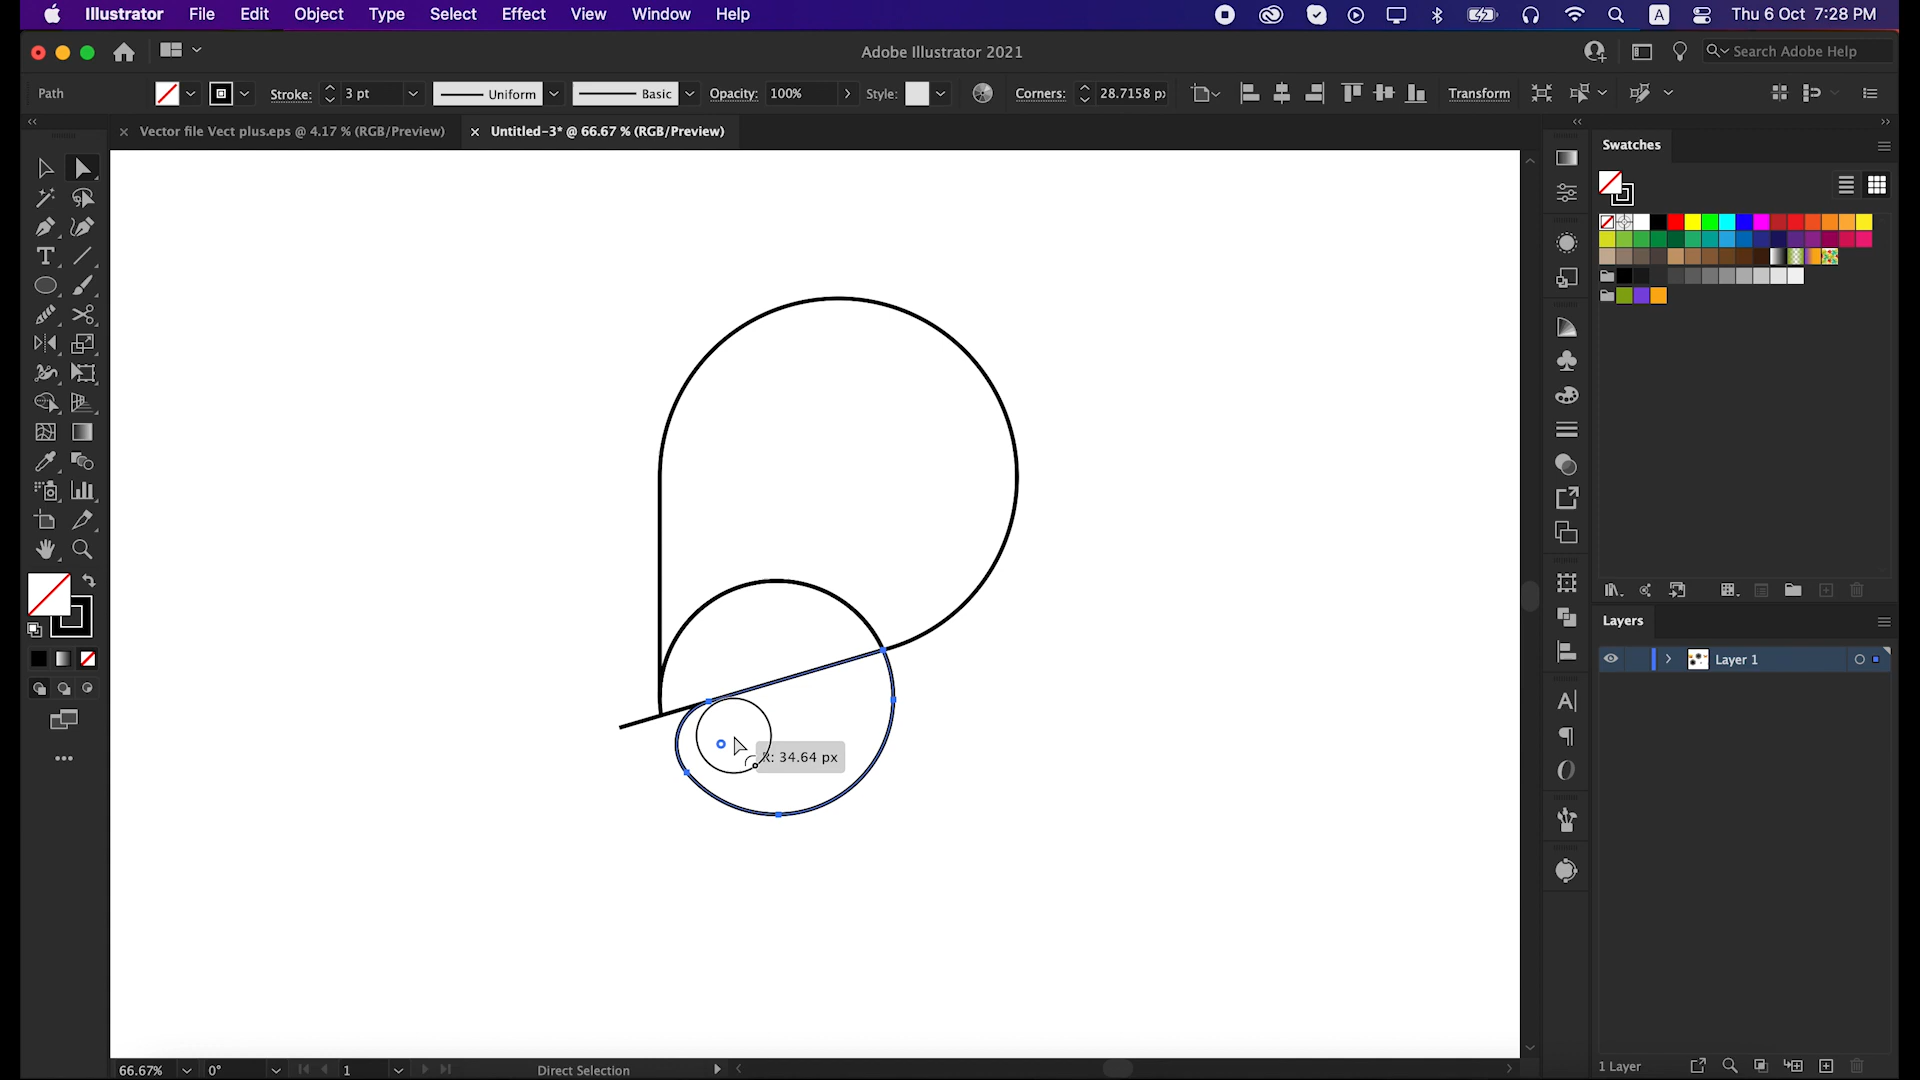 Illustrator File Edit Object Type Select Effect View Window Help A Thu 6 Oct 7:28 PM
Adobe Illustrator 2021 Search Adobe Help
Path Stroke: 3 pt Uniform Basic Opacity: 100% Style: Corners: 28.7158 px Transform
Vector file Vect plus.eps @ 4.17 % (RGB/Preview) Untitled-3* @ 66.67 % (RGB/Preview)
Swatches
Layers
Layer 1
R: 34.64 px
66.67% 0° 1 Direct Selection
1 Layer